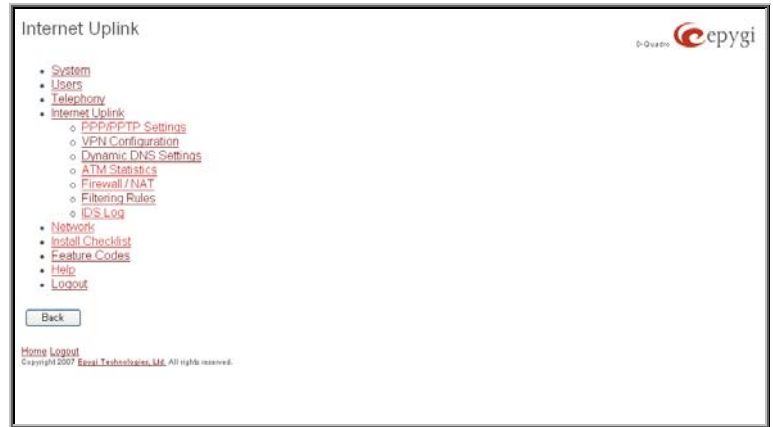 Internet Uplink
epygi
System
Users
Telephony
Internet Uplink
PPP/PPTP Settings
VPN Configuration
Dynamic DNS Settings
ATM Statistics
Firewall / NAT
Filtering Rules
IDS Log
Network
Install Checklist
Feature Codes
Help
Logout
Back
Home Logout
Copyright 2007 Epygi Technologies, Ltd. All rights reserved.